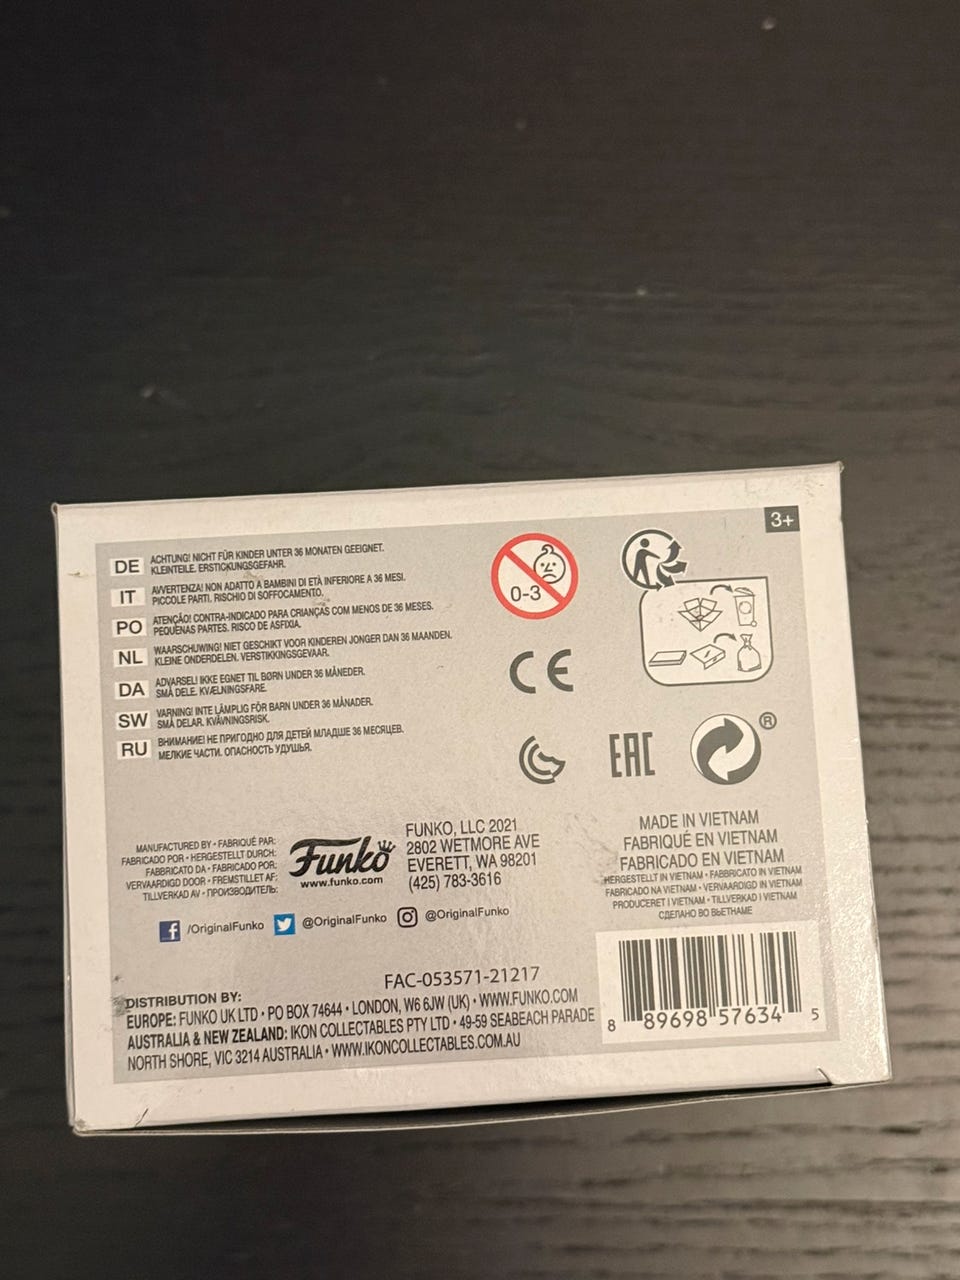 3+
DE ACHTUNG! NICHT FÜR KINDER UNTER 36 MONATEN GEEIGNET.
KLEINTEILE. ERSTICKUNGSGEFAHR.
IT AVVERTENZA! NON ADATTO A BAMBINI DI ETÀ INFERIORE A 36 MESI.
PICCOLE PARTI. RISCHIO DI SOFFOCAMENTO.
PO ATENÇÃO! CONTRA-INDICADO PARA CRIANÇAS COM MENOS DE 36 MESES.
PEQUENAS PARTES. RISCO DE ASFIXIA.
NL WAARSCHUWING! NIET GESCHIKT VOOR KINDEREN JONGER DAN 36 MAANDEN.
KLEINE ONDERDELEN. VERSTIKKINGSGEVAAR.
DA ADVARSEL! IKKE EGNET TIL BØRN UNDER 36 MÅNEDER.
SMÅ DELE. KVÆLNINGSFARE.
SW VARNING! INTE LÄMPLIG FÖR BARN UNDER 36 MÅNADER.
SMÅ DELAR. KVÄVNINGSRISK.
RU ВНИМАНИЕ! НЕ ПРИГОДНО ДЛЯ ДЕТЕЙ МЛАДШЕ 36 МЕСЯЦЕВ.
МЕЛКИЕ ЧАСТИ. ОПАСНОСТЬ УДУШЬЯ.
0-3
CE
EAC
®
MANUFACTURED BY • FABRIQUÉ PAR:
FABRICADO POR • HERGESTELLT DURCH:
FABBRICATO DA • FABRICADO POR:
VERVAARDIGD DOOR • FREMSTILLET AF:
TILLVERKAD AV • ПРОИЗВОДИТЕЛЬ:
Funko
www.funko.com
FUNKO, LLC 2021
2802 WETMORE AVE
EVERETT, WA 98201
(425) 783-3616
MADE IN VIETNAM
FABRIQUÉ EN VIETNAM
FABRICADO EN VIETNAM
HERGESTELLT IN VIETNAM • FABBRICATO IN VIETNAM
FABRICADO NA VIETNAM • VERVAARDIGD IN VIETNAM
PRODUCERET I VIETNAM • TILLVERKAD I VIETNAM
СДЕЛАНО ВО ВЬЕТНАМЕ
f /OriginalFunko @OriginalFunko @OriginalFunko
FAC-053571-21217
DISTRIBUTION BY:
EUROPE: FUNKO UK LTD • PO BOX 74644 • LONDON, W6 6JW (UK) • WWW.FUNKO.COM
AUSTRALIA & NEW ZEALAND: IKON COLLECTABLES PTY LTD • 49-59 SEABEACH PARADE
NORTH SHORE, VIC 3214 AUSTRALIA • WWW.IKONCOLLECTABLES.COM.AU
8 89698 57634 5